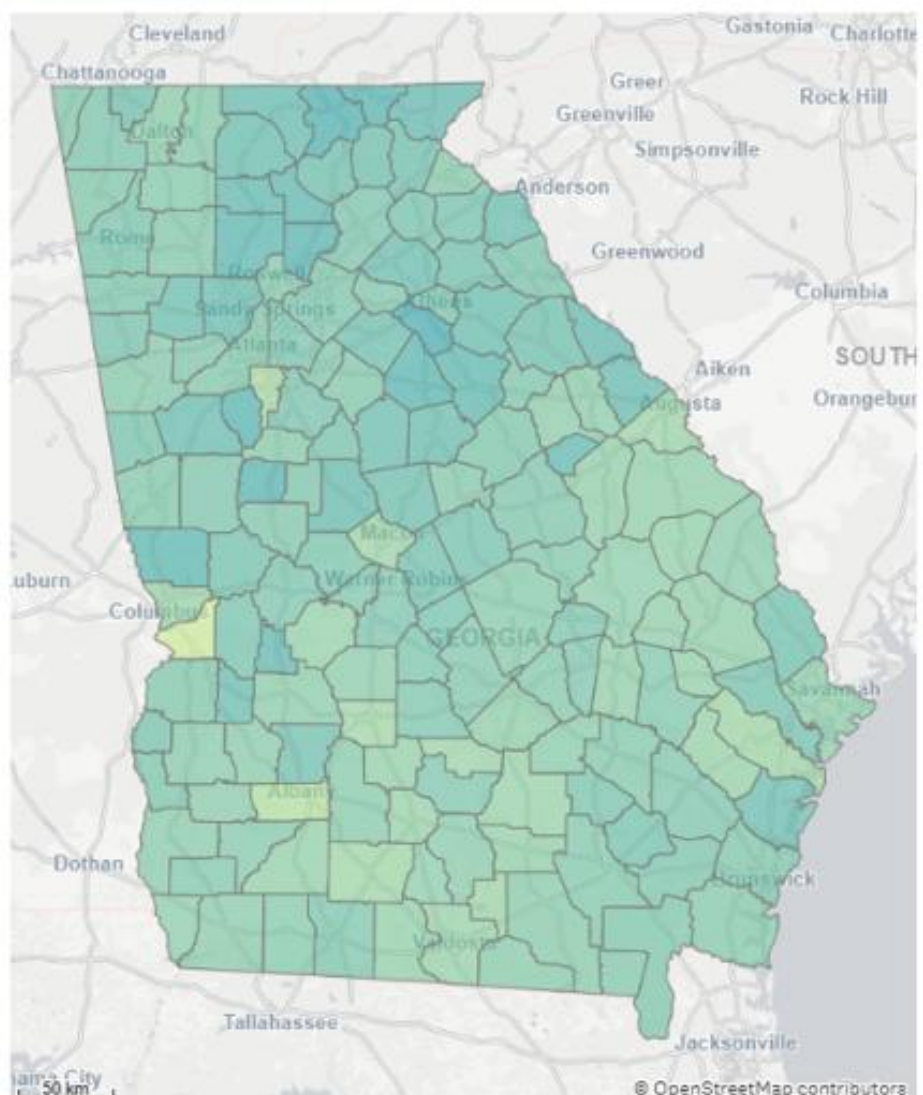 Gastonia Charlotte
Cleveland
Chattanooga
Greer
Rock Hill
Greenville
Dalton
Simpsonville
Anderson
Rome
Greenwood
Roswell
Columbia
Athens
Sandy Springs
Atlanta
SOUTH
Aiken
Augusta
Orangebur
Macon
uburn
Warner Robins
Columbus
GEORGIA
Savannah
Albany
Dothan
Brunswick
Valdosta
Tallahassee
Jacksonville
ama City
50 km
© OpenStreetMap contributors